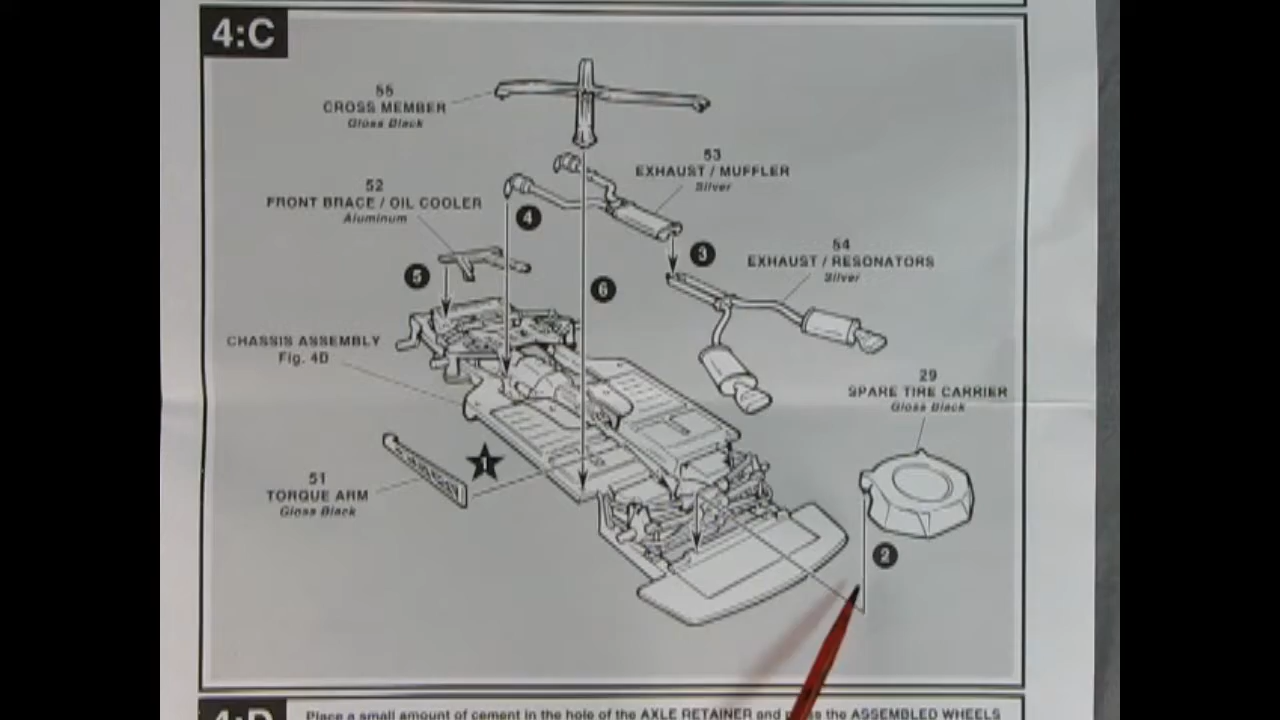 4:C
55
CROSS MEMBER
Gloss Black
53
EXHAUST / MUFFLER
Silver
52
FRONT BRACE / OIL COOLER
Aluminum
4
3
54
EXHAUST / RESONATORS
Silver
5
6
CHASSIS ASSEMBLY
Fig. 4D
29
SPARE TIRE CARRIER
Gloss Black
1
51
TORQUE ARM
Gloss Black
2
4:D
Place a small amount of cement in the hole of the AXLE RETAINER and the ASSEMBLED WHEELS